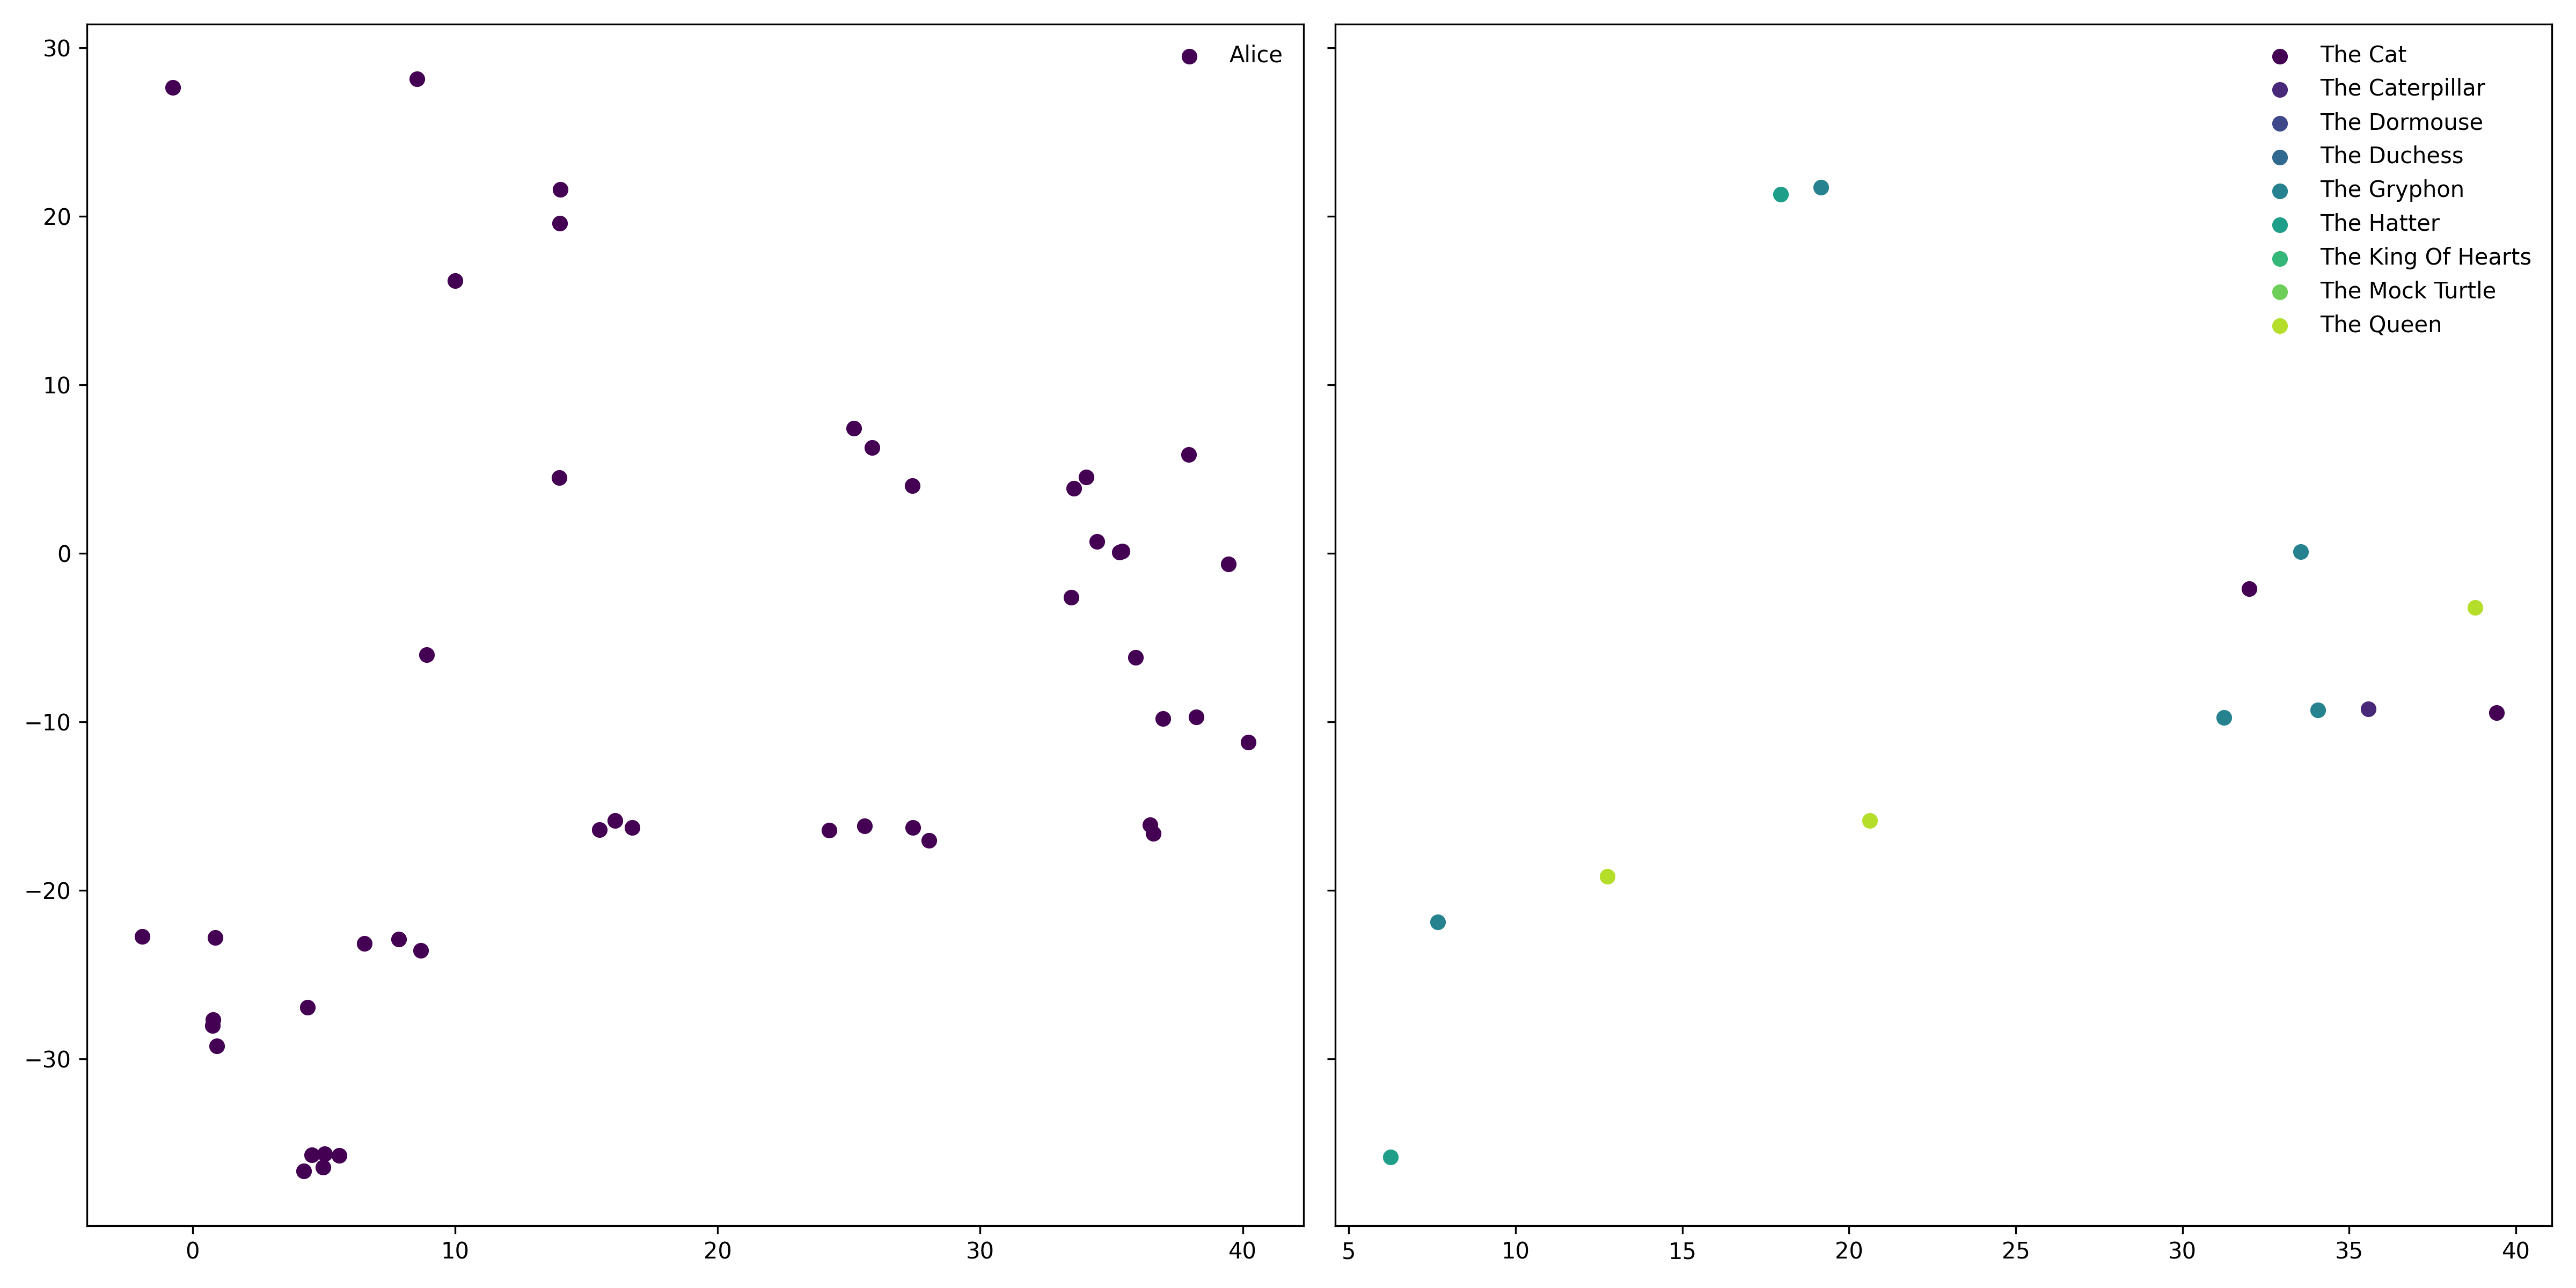 30
20
10
0
−10
−20
−30
0 10 20 30 40
Alice
5 10 15 20 25 30 35 40
The Cat
The Caterpillar
The Dormouse
The Duchess
The Gryphon
The Hatter
The King Of Hearts
The Mock Turtle
The Queen